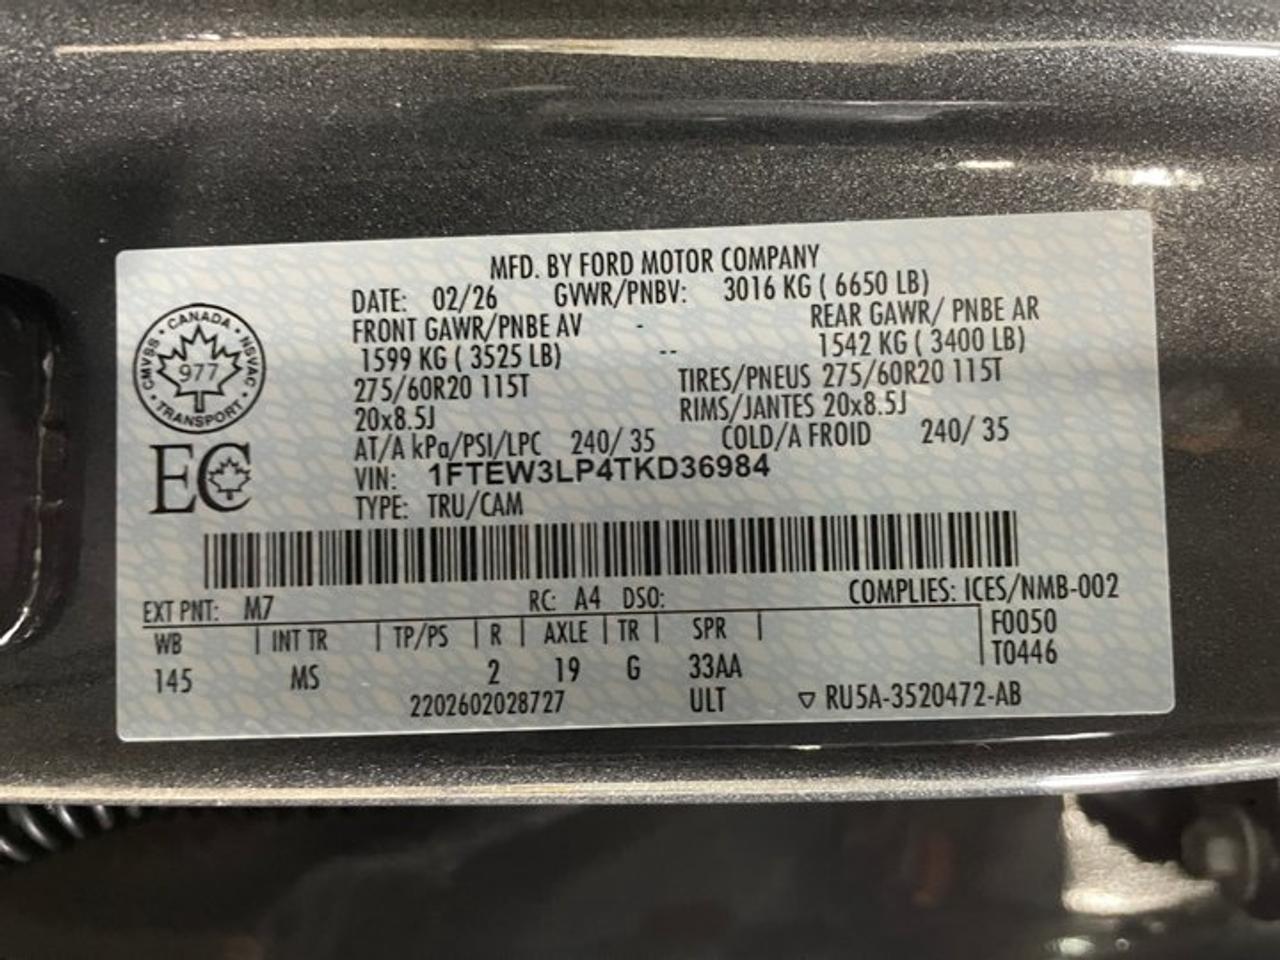 MFD. BY FORD MOTOR COMPANY
DATE: 02/26 GVWR/PNBV: 3016 KG ( 6650 LB)
FRONT GAWR/PNBE AV - REAR GAWR/ PNBE AR
1599 KG ( 3525 LB) -- 1542 KG ( 3400 LB)
275/60R20 115T TIRES/PNEUS 275/60R20 115T
20x8.5J RIMS/JANTES 20x8.5J
AT/A kPa/PSI/LPC 240/ 35 COLD/A FROID 240/ 35
VIN: 1FTEW3LP4TKD36984
TYPE: TRU/CAM
CANADA
CMVSS 977 NSVAC
TRANSPORT
EC
EXT PNT: M7 RC: A4 DSO: COMPLIES: ICES/NMB-002
WB | INT TR | TP/PS | R | AXLE | TR | SPR | F0050
145 MS 2 19 G 33AA T0446
2202602028727 ULT ▽ RU5A-3520472-AB